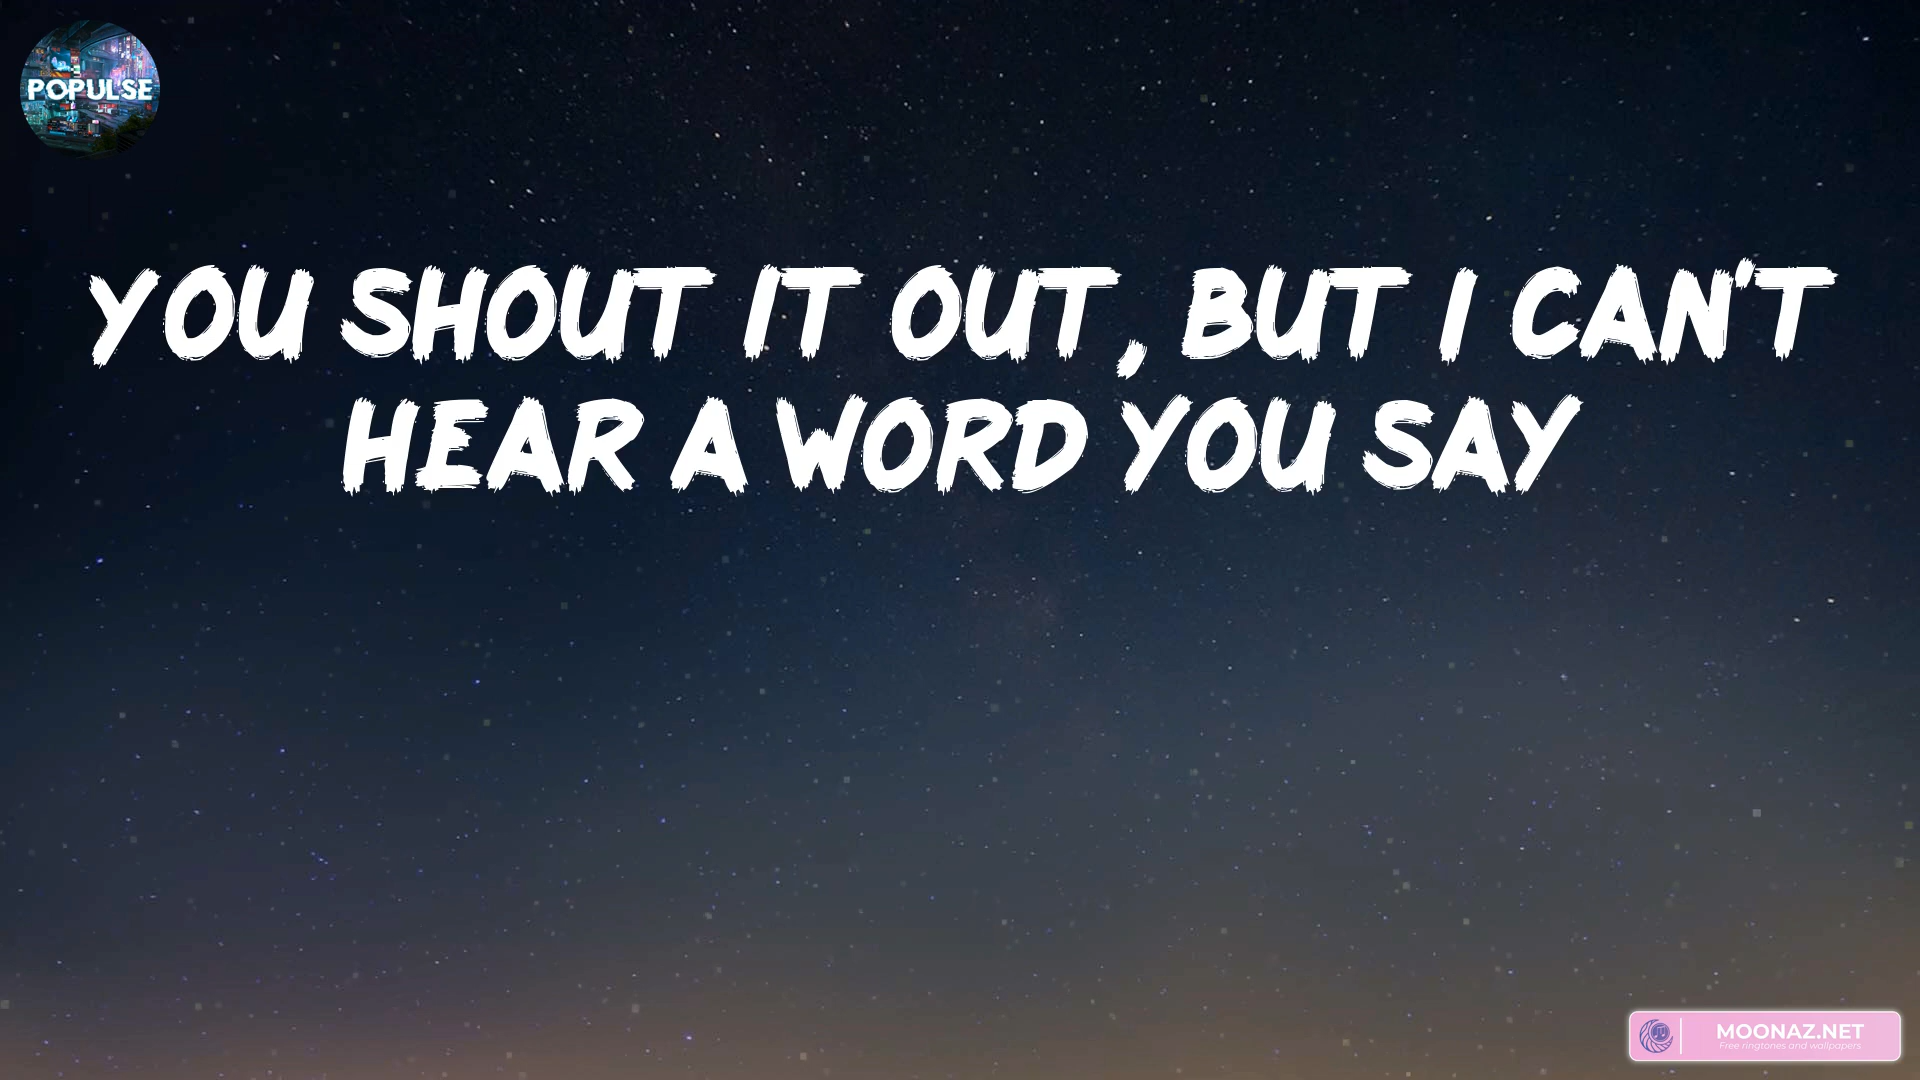 POPULSE
YOU SHOUT IT OUT, BUT I CAN'T
HEAR A WORD YOU SAY
MOONAZ.NET
Free ringtones and wallpapers